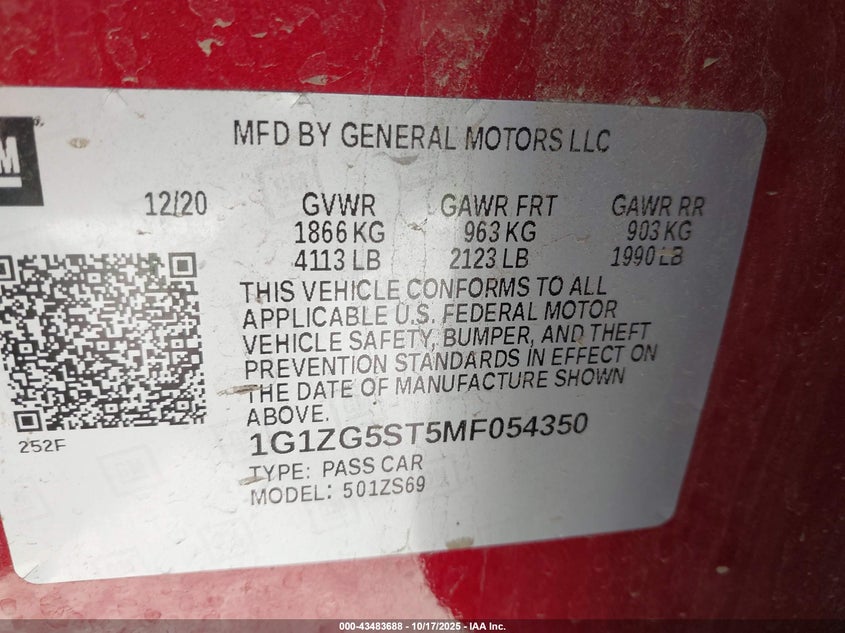 MFD BY GENERAL MOTORS LLC
12/20 GVWR GAWR FRT GAWR RR
1866 KG 963 KG 903 KG
4113 LB 2123 LB 1990 LB
THIS VEHICLE CONFORMS TO ALL
APPLICABLE U.S. FEDERAL MOTOR
VEHICLE SAFETY, BUMPER, AND THEFT
PREVENTION STANDARDS IN EFFECT ON
THE DATE OF MANUFACTURE SHOWN
ABOVE.
252F
1G1ZG5ST5MF054350
TYPE: PASS CAR
MODEL: 501ZS69
000-43483688 - 10/17/2025 - IAA Inc.